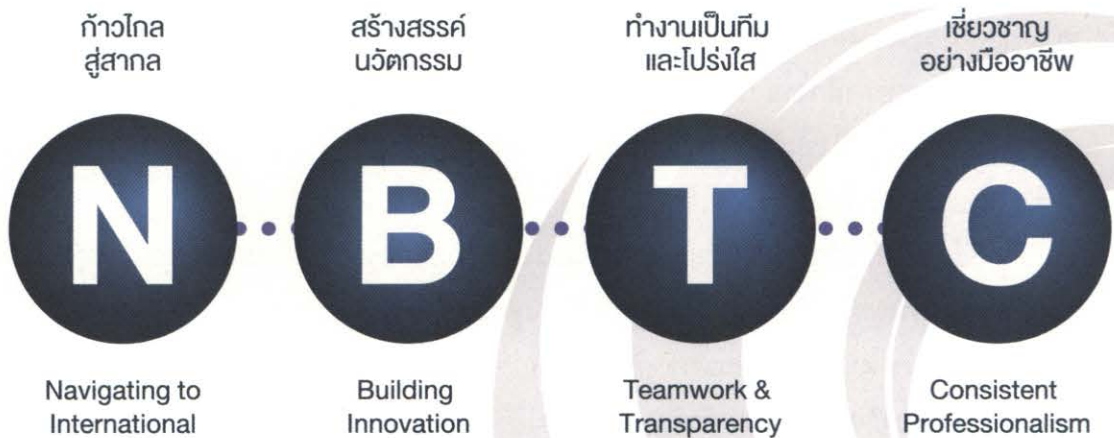 ก้าวไกล
สู่สากล
สร้างสรรค์
นวัตกรรม
ทำงานเป็นทีม
และโปร่งใส
เชี่ยวชาญ
อย่างมืออาชีพ
N
B
T
C
Navigating to
International
Building
Innovation
Teamwork &
Transparency
Consistent
Professionalism